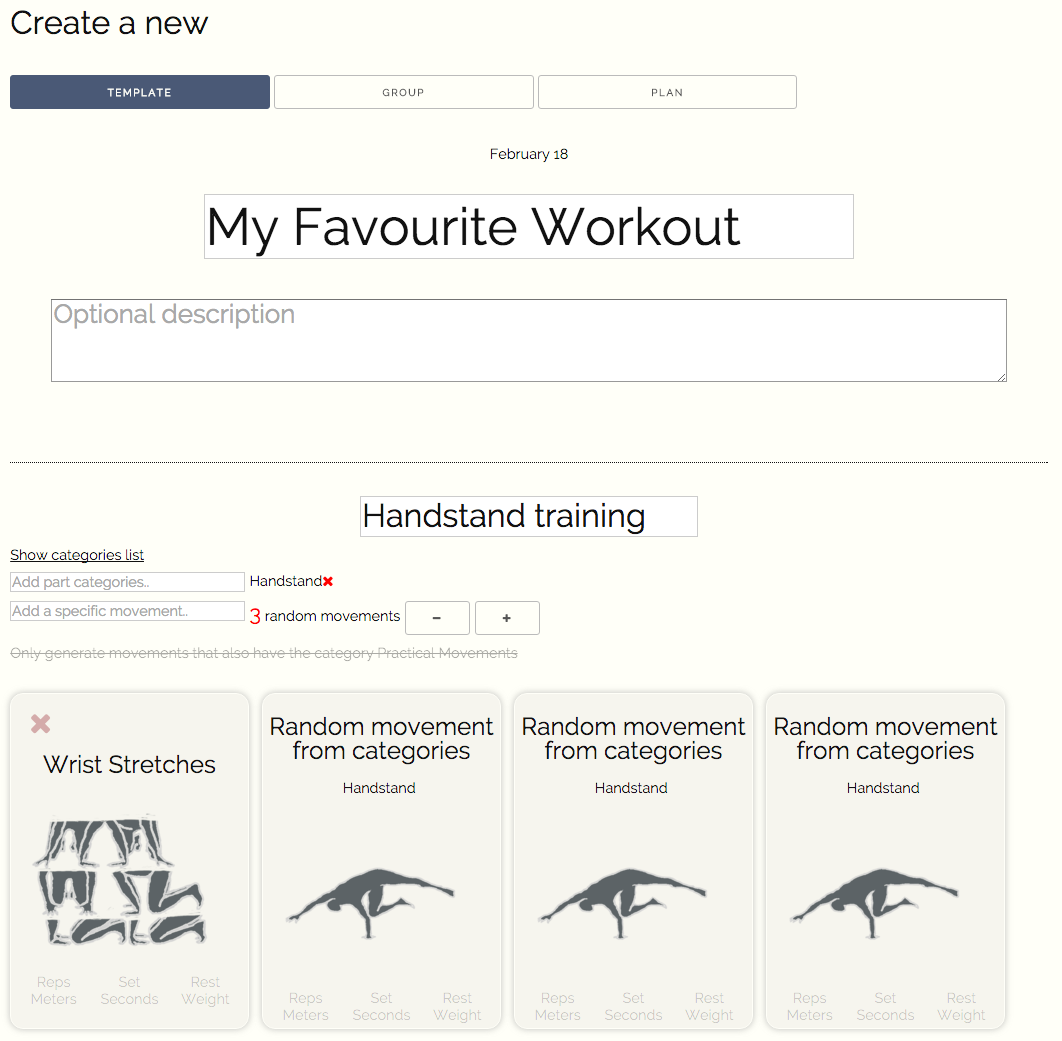 Create a new
TEMPLATE GROUP PLAN
February 18
My Favourite Workout
Optional description
Handstand training
Show categories list
Add part categories.. Handstand
Add a specific movement.. 3 random movements - +
Only generate movements that also have the category Practical Movements
Wrist Stretches
Reps Set Rest
Meters Seconds Weight
Random movement
from categories
Handstand
Reps Set Rest
Meters Seconds Weight
Random movement
from categories
Handstand
Reps Set Rest
Meters Seconds Weight
Random movement
from categories
Handstand
Reps Set Rest
Meters Seconds Weight